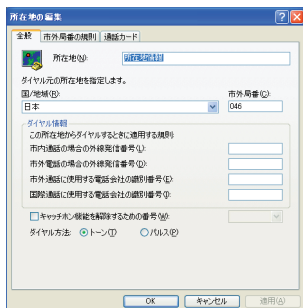 所在地の編集
全般 市外局番の規則 通話カード
所在地(N): 所在地情報
ダイヤル元の所在地を指定します。
国/地域(R): 市外局番(C):
日本 046
ダイヤル情報
この所在地からダイヤルするときに適用する規則:
市内通話の場合の外線発信番号(L):
市外電話の場合の外線発信番号(D):
市外通話に使用する電話会社の識別番号(E):
国際通話に使用する電話会社の識別番号(I):
キャッチホン機能を解除するための番号(W):
ダイヤル方法: トーン(T) パルス(P)
OK キャンセル 適用(A)